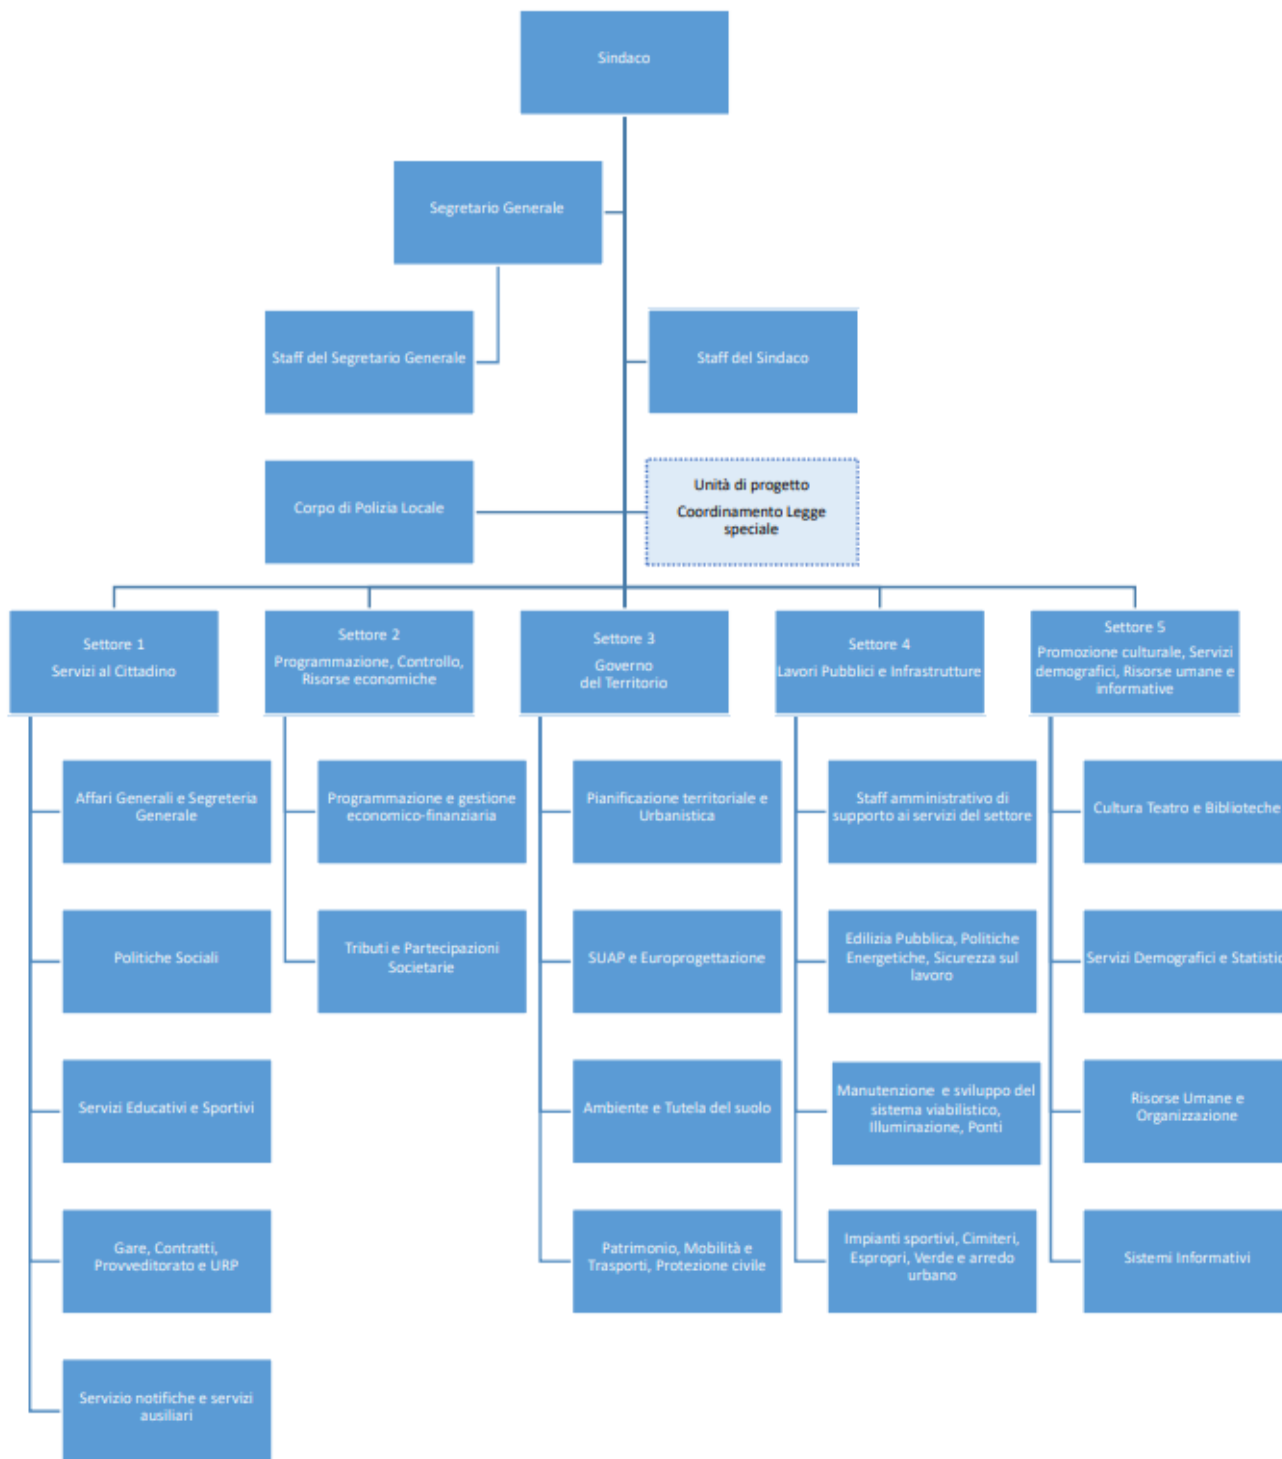 Sindaco
Segretario Generale
Staff del Segretario Generale
Staff del Sindaco
Corpo di Polizia Locale
Unità di progetto
Coordinamento Legge
speciale
Settore 1
Servizi al Cittadino
Settore 2
Programmazione, Controllo,
Risorse economiche
Settore 3
Governo
del Territorio
Settore 4
Lavori Pubblici e Infrastrutture
Settore 5
Promozione culturale, Servizi
demografici, Risorse umane e
informative
Affari Generali e Segreteria
Generale
Politiche Sociali
Servizi Educativi e Sportivi
Gare, Contratti,
Provveditorato e URP
Servizio notifiche e servizi
ausiliari
Programmazione e gestione
economico-finanziaria
Tributi e Partecipazioni
Societarie
Pianificazione territoriale e
Urbanistica
SUAP e Europrogettazione
Ambiente e Tutela del suolo
Patrimonio, Mobilità e
Trasporti, Protezione civile
Staff amministrativo di
supporto ai servizi del settore
Edilizia Pubblica, Politiche
Energetiche, Sicurezza sul
lavoro
Manutenzione e sviluppo del
sistema viabilistico,
Illuminazione, Ponti
Impianti sportivi, Cimiteri,
Espropri, Verde e arredo
urbano
Cultura Teatro e Biblioteche
Servizi Demografici e Statistic
Risorse Umane e
Organizzazione
Sistemi Informativi